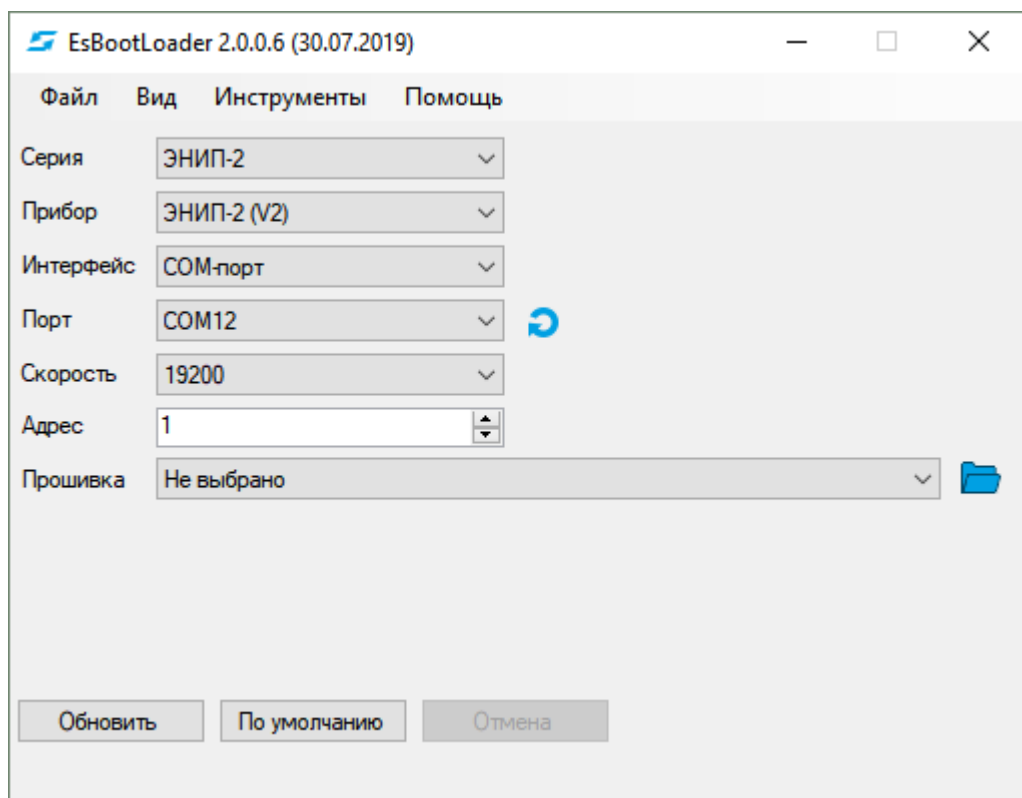 EsBootLoader 2.0.0.6 (30.07.2019)
Файл Вид Инструменты Помощь
Серия ЭНИП-2
Прибор ЭНИП-2 (V2)
Интерфейс COM-порт
Порт COM12
Скорость 19200
Адрес 1
Прошивка Не выбрано
Обновить По умолчанию Отмена